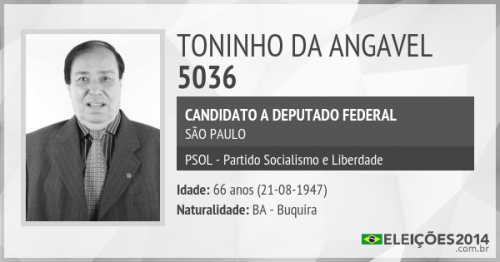 TONINHO DA ANGAVEL
5036
CANDIDATO A DEPUTADO FEDERAL
SÃO PAULO
PSOL - Partido Socialismo e Liberdade
Idade: 66 anos (21-08-1947)
Naturalidade: BA - Buquira
ELEIÇÕES2014
.com.br